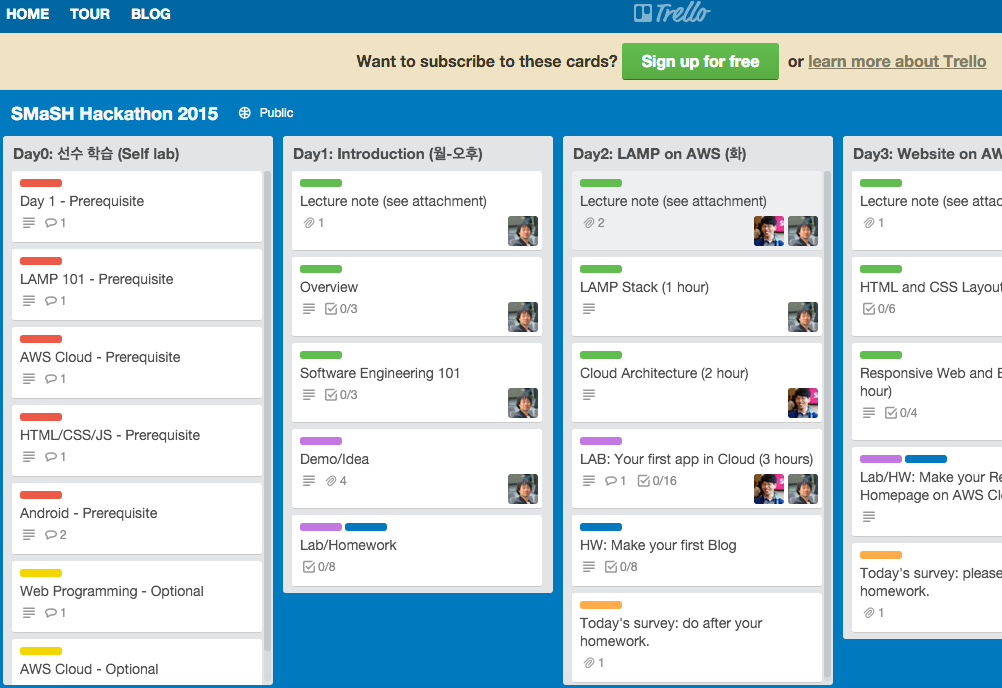 HOME TOUR BLOG Trello
Want to subscribe to these cards? Sign up for free or learn more about Trello
SMaSH Hackathon 2015 Public
Day0: 선수 학습 (Self lab)
Day 1 - Prerequisite
1
LAMP 101 - Prerequisite
1
AWS Cloud - Prerequisite
1
HTML/CSS/JS - Prerequisite
1
Android - Prerequisite
2
Web Programming - Optional
1
AWS Cloud - Optional
Day1: Introduction (월-오후)
Lecture note (see attachment)
1
Overview
0/3
Software Engineering 101
0/3
Demo/Idea
4
Lab/Homework
0/8
Day2: LAMP on AWS (화)
Lecture note (see attachment)
2
LAMP Stack (1 hour)
Cloud Architecture (2 hour)
LAB: Your first app in Cloud (3 hours)
1 0/16
HW: Make your first Blog
0/8
Today's survey: do after your
homework.
1
Day3: Website on AW
Lecture note (see attac
1
HTML and CSS Layout
0/6
Responsive Web and
hour)
0/4
Lab/HW: Make your Re
Homepage on AWS Clo
Today's survey: please
homework.
1